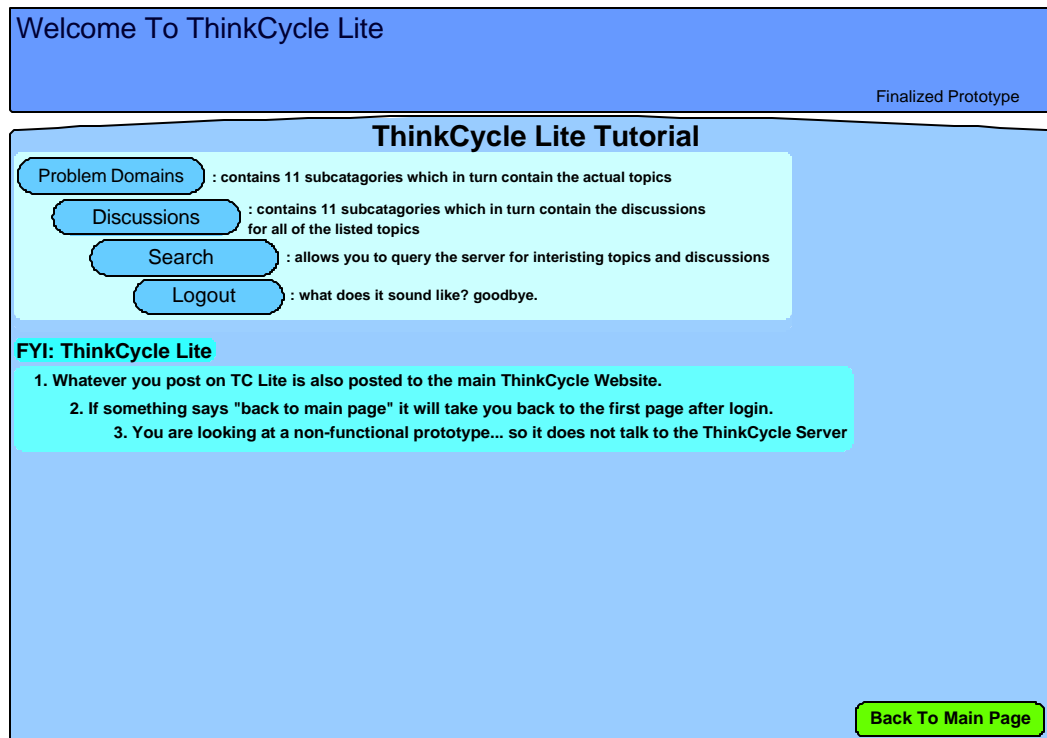 Welcome To ThinkCycle Lite
Finalized Prototype
ThinkCycle Lite Tutorial
Problem Domains : contains 11 subcatagories which in turn contain the actual topics
Discussions : contains 11 subcatagories which in turn contain the discussions
for all of the listed topics
Search : allows you to query the server for interisting topics and discussions
Logout : what does it sound like? goodbye.
FYI: ThinkCycle Lite
1. Whatever you post on TC Lite is also posted to the main ThinkCycle Website.
2. If something says "back to main page" it will take you back to the first page after login.
3. You are looking at a non-functional prototype... so it does not talk to the ThinkCycle Server
Back To Main Page